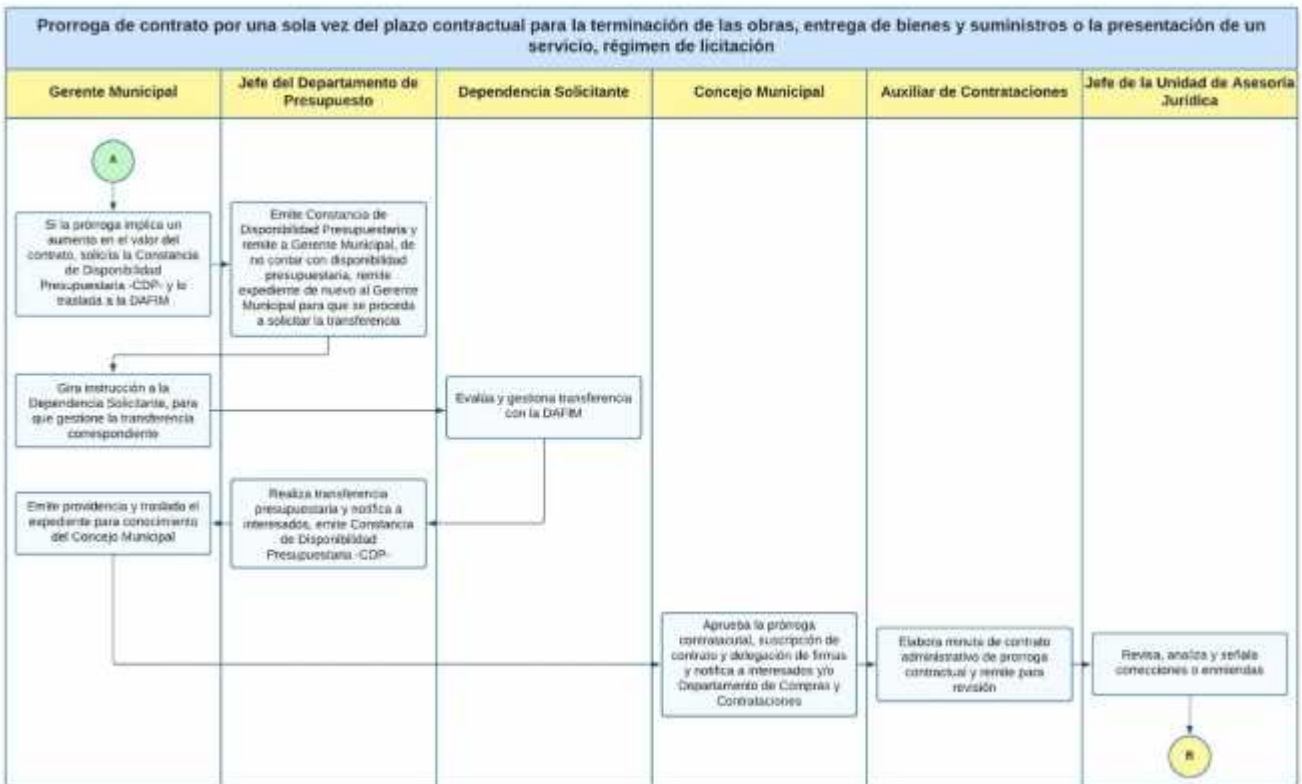 Prorroga de contrato por una sola vez del plazo contractual para la terminación de las obras, entrega de bienes y suministros o la presentación de un
servicio, régimen de licitación
Gerente Municipal
Jefe del Departamento de
Presupuesto
Dependencia Solicitante
Concejo Municipal
Auxiliar de Contrataciones
Jefe de la Unidad de Asesoría
Jurídica
A
Si la prórroga implica un
aumento en el valor del
contrato, solicita la Constancia
de Disponibilidad
Presupuestaria -CDP- y lo
traslada a la DAFIM
Emite Constancia de
Disponibilidad Presupuestaria y
remite a Gerente Municipal, de
no contar con disponibilidad
presupuestaria, remite
expediente de nuevo al Gerente
Municipal para que se proceda
a solicitar la transferencia
Gira instrucción a la
Dependencia Solicitante, para
que gestione la transferencia
correspondiente
Evalúa y gestiona transferencia
con la DAFIM
Emite providencia y traslada el
expediente para conocimiento
del Concejo Municipal
Realiza transferencia
presupuestaria y notifica a
interesados, emite Constancia
de Disponibilidad
Presupuestaria -CDP-
Aprueba la prórroga
contratacutal, suscripción de
contrato y delegación de firmas
y notifica a interesados y/o
Departamento de Compras y
Contrataciones
Elabora minuta de contrato
administrativo de prorroga
contractual y remite para
revisión
Revisa, analiza y señala
correcciones o enmiendas
B